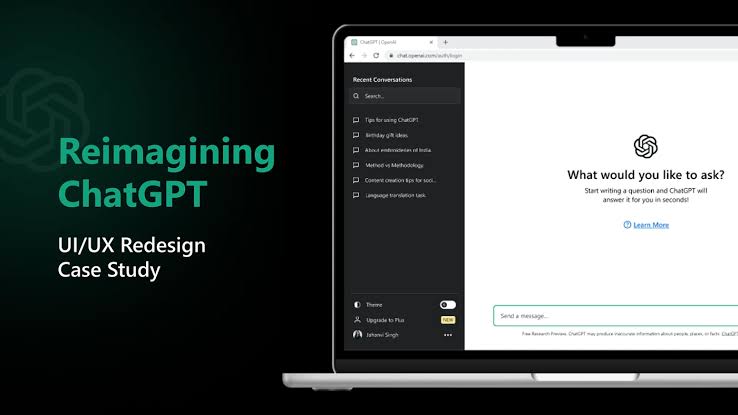 Reimagining
ChatGPT
UI/UX Redesign
Case Study
ChatGPT | OpenAI
chat.openai.com/auth/login
Recent Conversations
Search...
Tips for using ChatGPT
Birthday gift ideas
About embroideries of India
Method vs Methodology
Content creation tips for soci...
Language translation task
Theme
Upgrade to Plus
NEW
Jahanvi Singh
What would you like to ask?
Start writing a question and ChatGPT will
answer it for you in seconds!
Learn More
Send a message...
Free Research Preview. ChatGPT may produce inaccurate information about people, places, or facts. ChatGPT